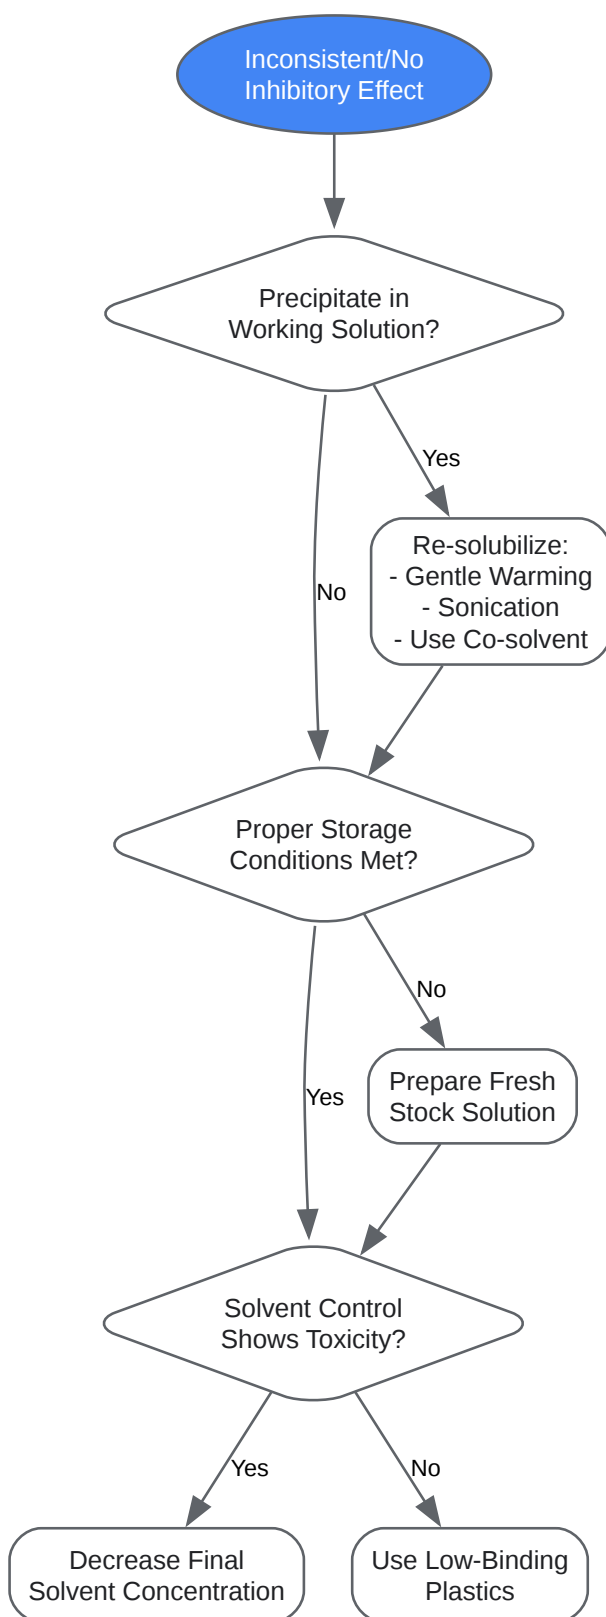 Inconsistent/No
Inhibitory Effect
Precipitate in
Working Solution?
Yes
No
Re-solubilize:
- Gentle Warming
- Sonication
- Use Co-solvent
Proper Storage
Conditions Met?
No
Yes
Prepare Fresh
Stock Solution
Solvent Control
Shows Toxicity?
Yes
No
Decrease Final
Solvent Concentration
Use Low-Binding
Plastics